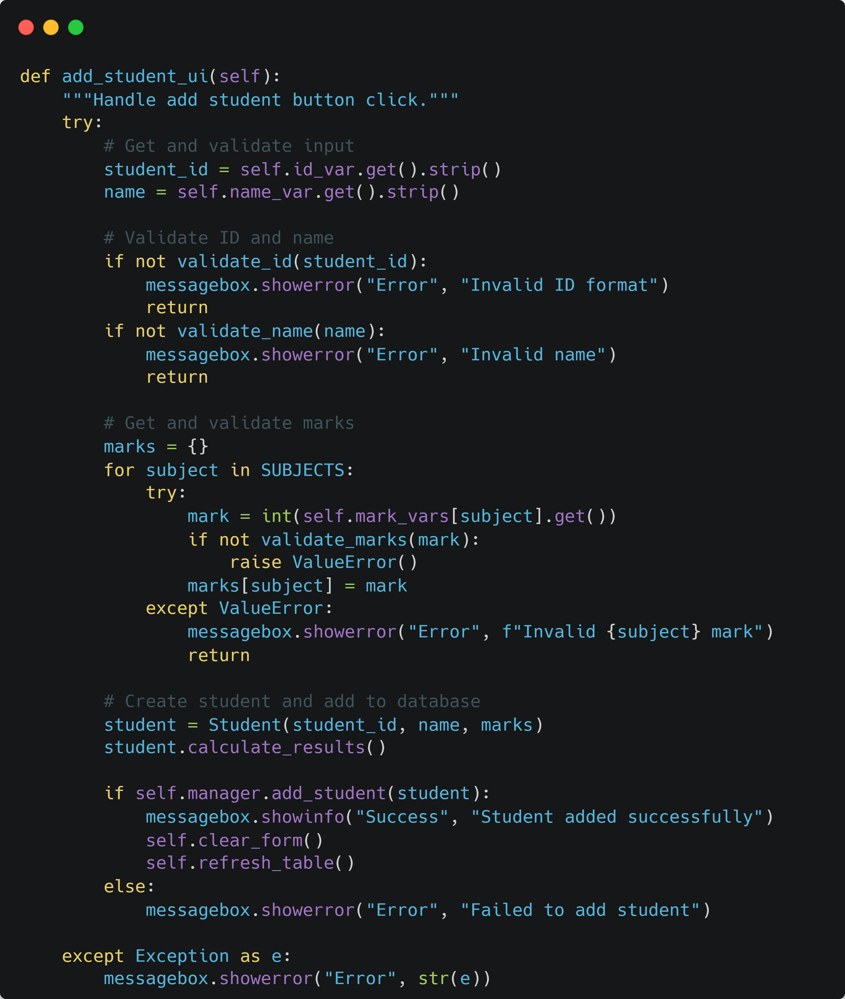 def add_student_ui(self):
    """Handle add student button click."""
    try:
        # Get and validate input
        student_id = self.id_var.get().strip()
        name = self.name_var.get().strip()

        # Validate ID and name
        if not validate_id(student_id):
            messagebox.showerror("Error", "Invalid ID format")
            return
        if not validate_name(name):
            messagebox.showerror("Error", "Invalid name")
            return

        # Get and validate marks
        marks = {}
        for subject in SUBJECTS:
            try:
                mark = int(self.mark_vars[subject].get())
                if not validate_marks(mark):
                    raise ValueError()
                marks[subject] = mark
            except ValueError:
                messagebox.showerror("Error", f"Invalid {subject} mark")
                return

        # Create student and add to database
        student = Student(student_id, name, marks)
        student.calculate_results()

        if self.manager.add_student(student):
            messagebox.showinfo("Success", "Student added successfully")
            self.clear_form()
            self.refresh_table()
        else:
            messagebox.showerror("Error", "Failed to add student")

    except Exception as e:
        messagebox.showerror("Error", str(e))